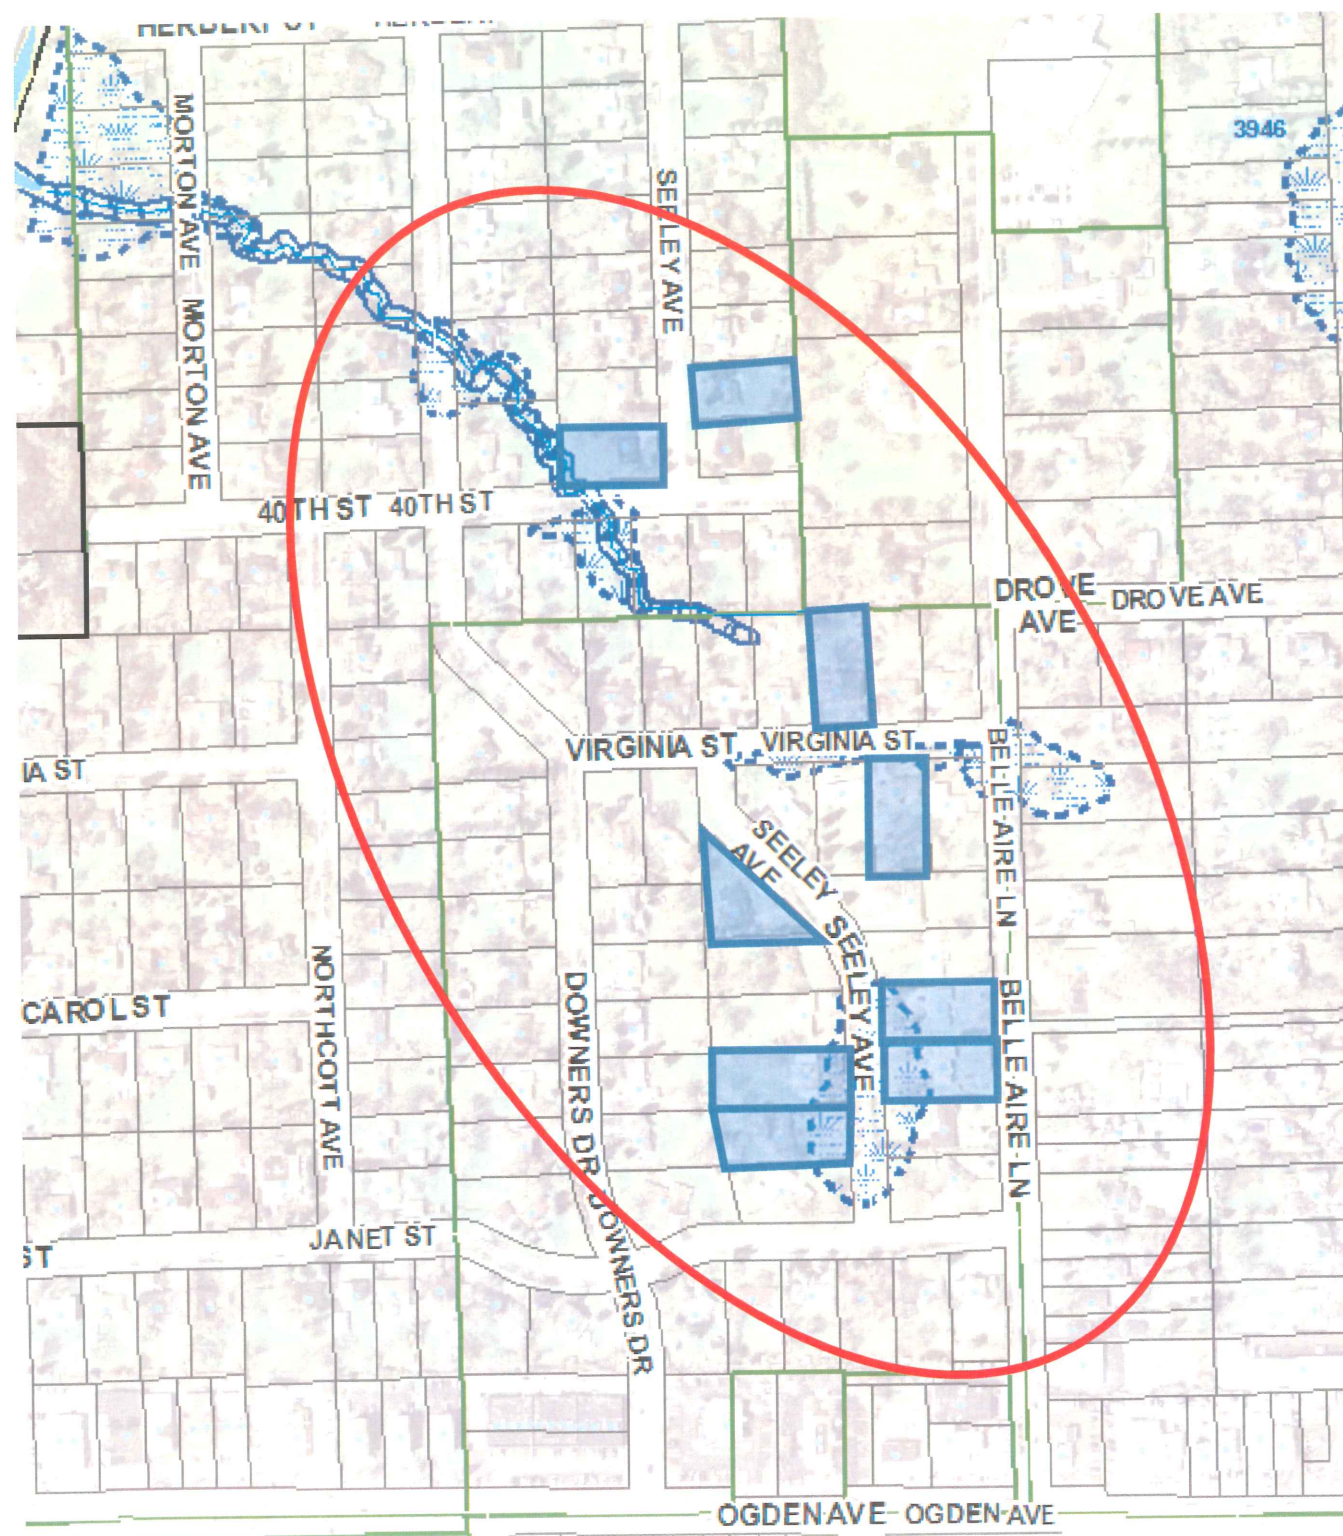 HERBERT ST
MORTON AVE
MORTON AVE
SEELEY AVE
3946
40TH ST 40TH ST
DROVE
AVE
DROVE AVE
VIRGINIA ST VIRGINIA ST
IA ST
BELLE AIRE LN
SEELEY
AVE
SEELEY AVE
BELLE AIRE LN
CAROL ST
NORTHCOTT AVE
DOWNERS DR
DOWNERS DR
JANET ST
ST
OGDEN AVE OGDEN AVE